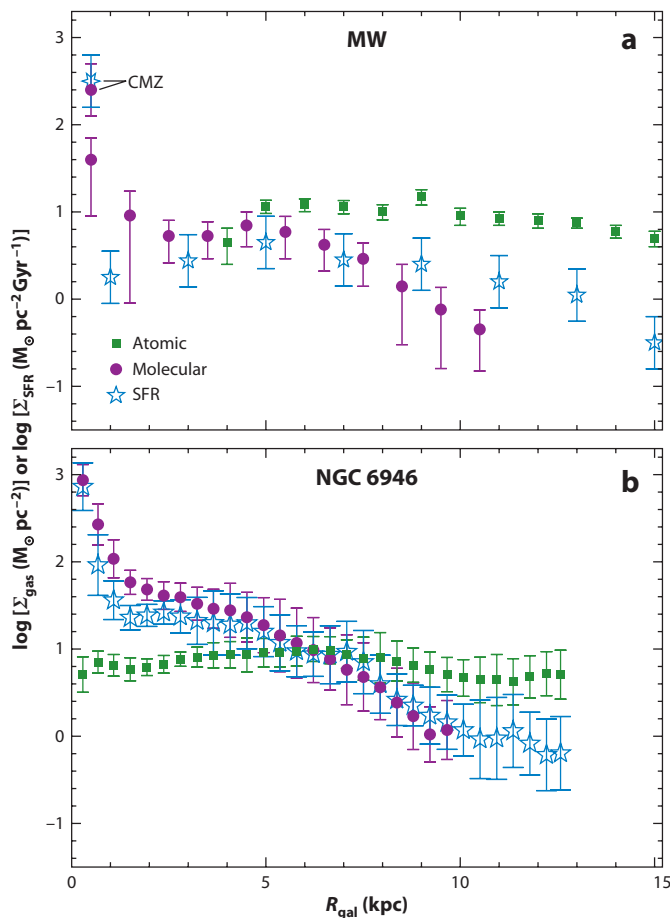 MW
a
CMZ
3
2
1
0
−1
Atomic
Molecular
SFR
log [Σgas (M⊙ pc⁻²)] or log [ΣSFR (M⊙ pc⁻² Gyr⁻¹)]
NGC 6946
b
3
2
1
0
−1
0 5 10 15
Rgal (kpc)